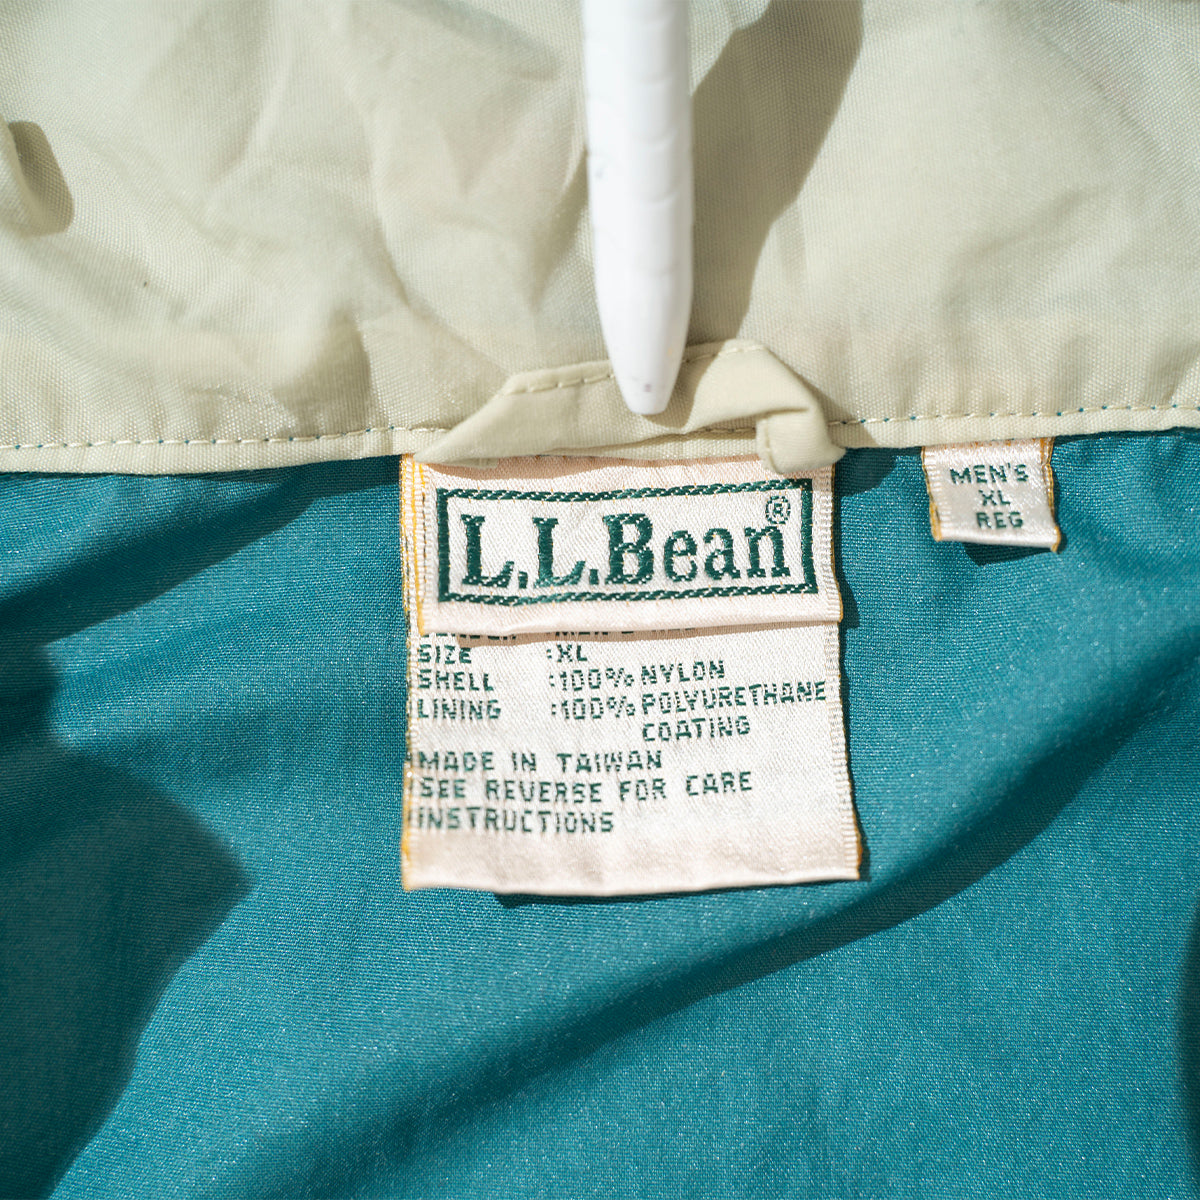 L.L.Bean®
MEN'S
XL
REG
SIZE :XL
SHELL :100% NYLON
LINING :100% POLYURETHANE
COATING
MADE IN TAIWAN
SEE REVERSE FOR CARE
INSTRUCTIONS